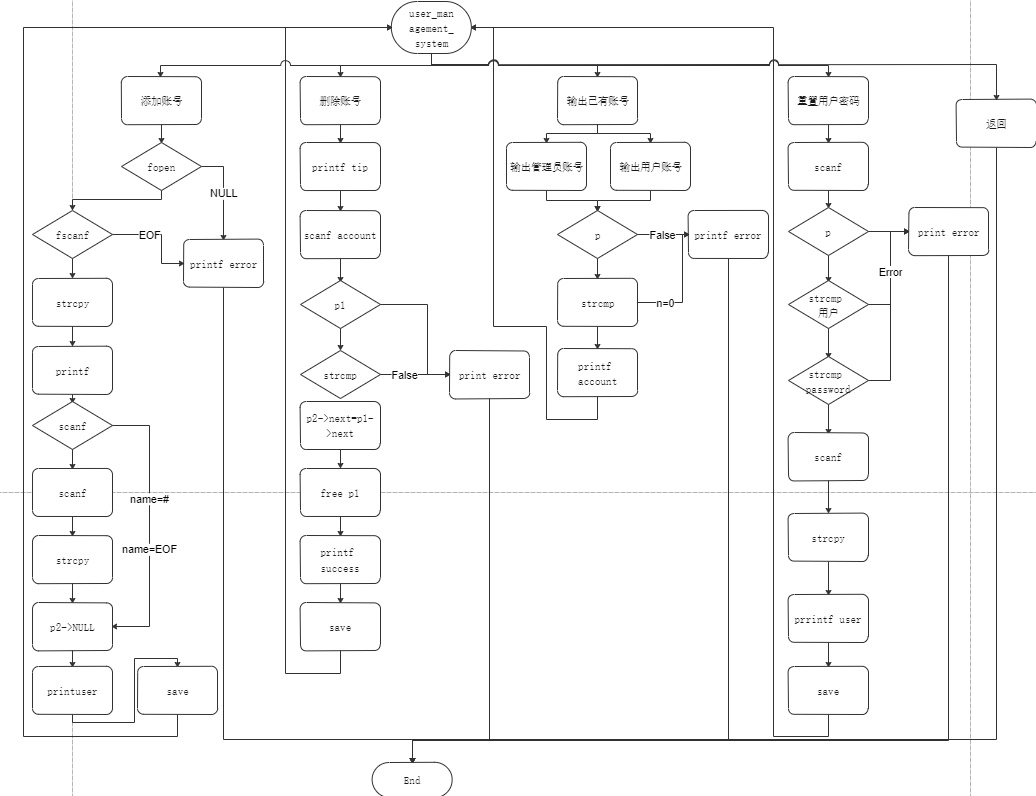 user_man
agement_
system
添加账号
fopen
NULL
fscanf
EOF
printf error
strcpy
printf
scanf
scanf
name=#
name=EOF
strcpy
p2->NULL
printuser
save
删除账号
printf tip
scanf account
p1
strcmp
False
print error
p2->next=p1-
>next
free p1
printf
success
save
输出已有账号
输出管理员账号
输出用户账号
p
False
printf error
strcmp
n=0
printf
account
重置用户密码
scanf
p
print error
Error
strcmp
用户
strcmp
password
scanf
strcpy
prrintf user
save
返回
End